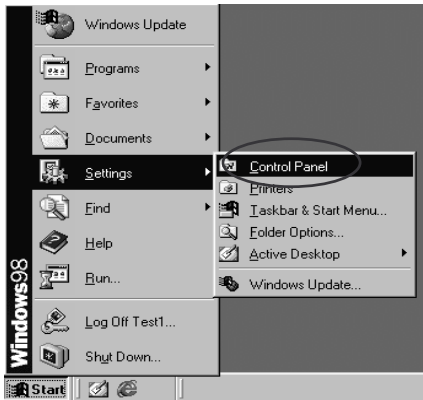 Windows Update
Programs
Favorites
Documents
Settings
Find
Help
Run...
Log Off Test1...
Shut Down...
Windows98
Control Panel
Printers
Taskbar & Start Menu...
Folder Options...
Active Desktop
Windows Update...
Start